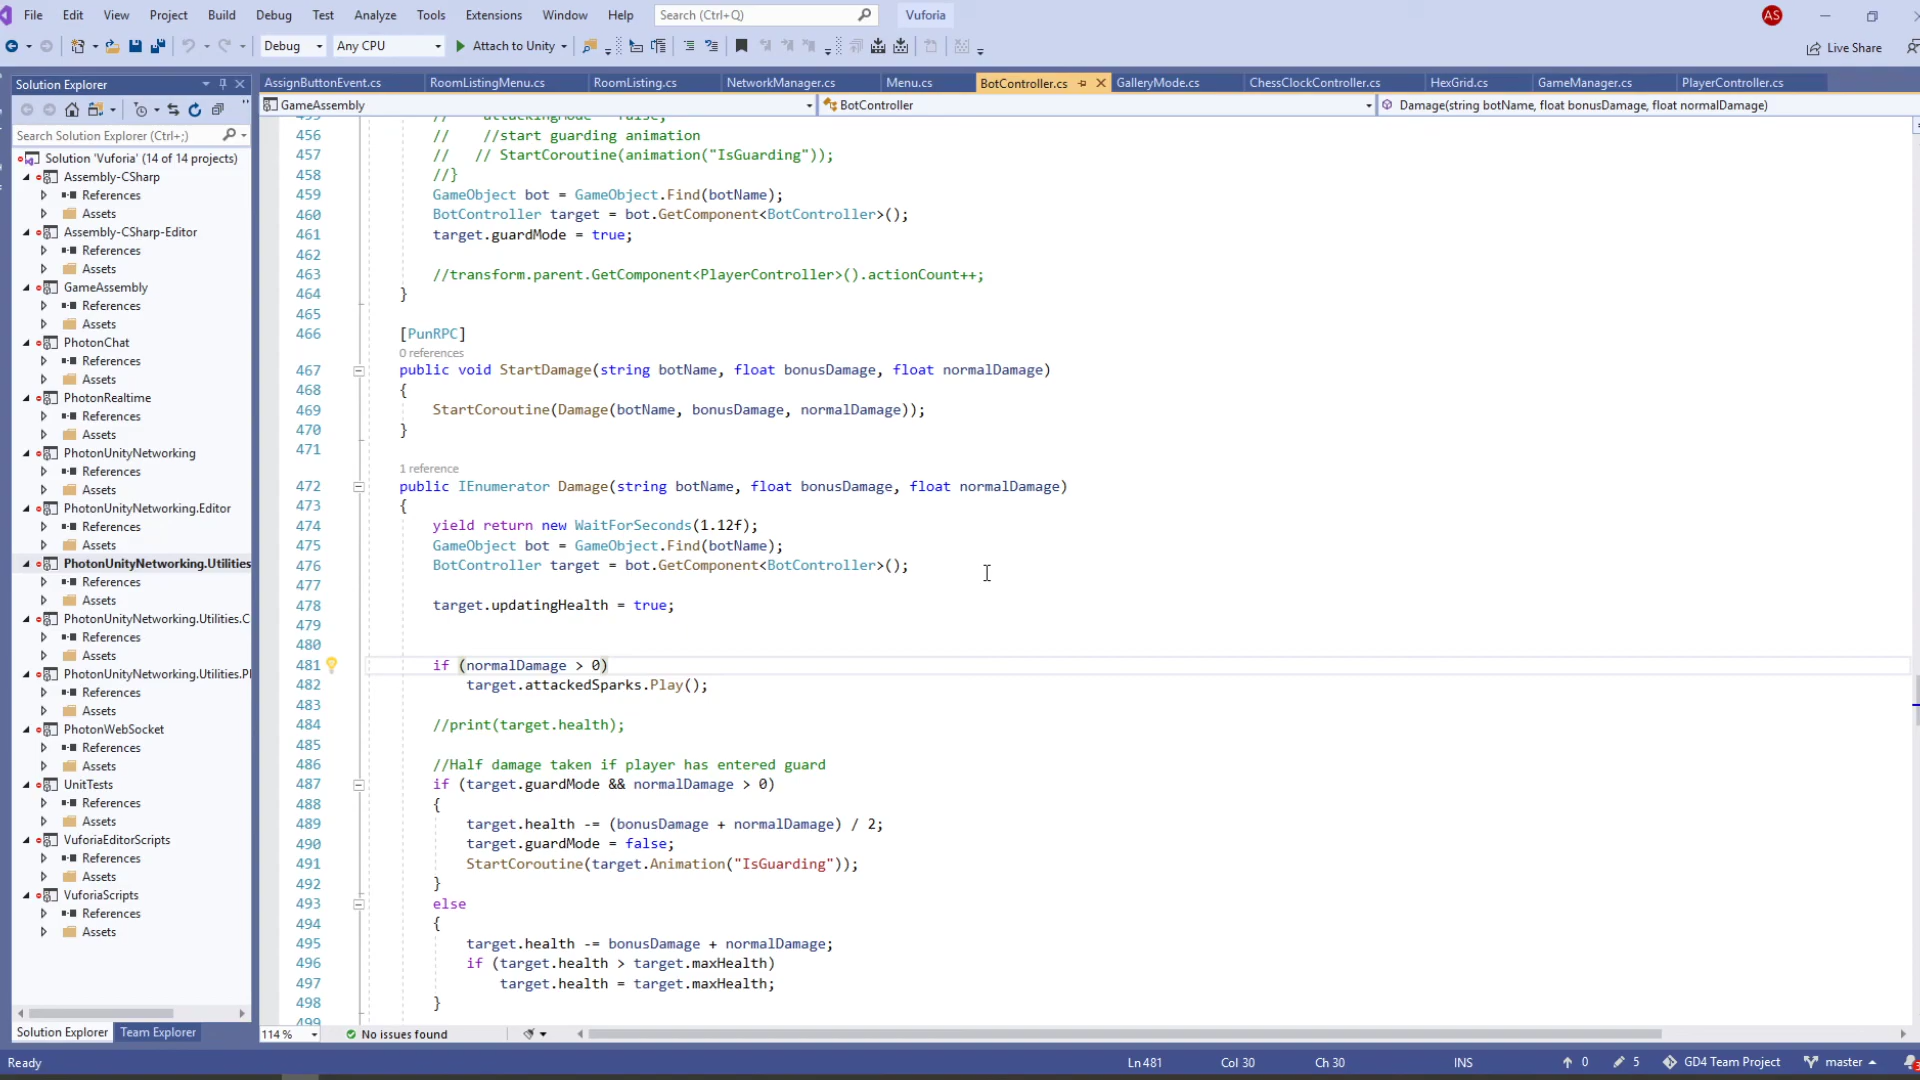 File Edit View Project Build Debug Test Analyze Tools Extensions Window Help Search (Ctrl+Q) Vuforia AS
Debug Any CPU Attach to Unity Live Share
Solution Explorer
Search Solution Explorer (Ctrl+;)
Solution 'Vuforia' (14 of 14 projects)
Assembly-CSharp
References
Assets
Assembly-CSharp-Editor
References
Assets
GameAssembly
References
Assets
PhotonChat
References
Assets
PhotonRealtime
References
Assets
PhotonUnityNetworking
References
Assets
PhotonUnityNetworking.Editor
References
Assets
PhotonUnityNetworking.Utilities
References
Assets
PhotonUnityNetworking.Utilities.C
References
Assets
PhotonUnityNetworking.Utilities.Pl
References
Assets
PhotonWebSocket
References
Assets
UnitTests
References
Assets
VuforiaEditorScripts
References
Assets
VuforiaScripts
References
Assets
Solution Explorer Team Explorer
AssignButtonEvent.cs RoomListingMenu.cs RoomListing.cs NetworkManager.cs Menu.cs BotController.cs GalleryMode.cs ChessClockController.cs HexGrid.cs GameManager.cs PlayerController.cs
GameAssembly BotController Damage(string botName, float bonusDamage, float normalDamage)
455 // attackingMode = false;
456 // //start guarding animation
457 // // StartCoroutine(animation("IsGuarding"));
458 //}
459 GameObject bot = GameObject.Find(botName);
460 BotController target = bot.GetComponent<BotController>();
461 target.guardMode = true;
462
463 //transform.parent.GetComponent<PlayerController>().actionCount++;
464 }
465
466 [PunRPC]
0 references
467 public void StartDamage(string botName, float bonusDamage, float normalDamage)
468 {
469 StartCoroutine(Damage(botName, bonusDamage, normalDamage));
470 }
471
1 reference
472 public IEnumerator Damage(string botName, float bonusDamage, float normalDamage)
473 {
474 yield return new WaitForSeconds(1.12f);
475 GameObject bot = GameObject.Find(botName);
476 BotController target = bot.GetComponent<BotController>();
477
478 target.updatingHealth = true;
479
480
481 if (normalDamage > 0)
482 target.attackedSparks.Play();
483
484 //print(target.health);
485
486 //Half damage taken if player has entered guard
487 if (target.guardMode && normalDamage > 0)
488 {
489 target.health -= (bonusDamage + normalDamage) / 2;
490 target.guardMode = false;
491 StartCoroutine(target.Animation("IsGuarding"));
492 }
493 else
494 {
495 target.health -= bonusDamage + normalDamage;
496 if (target.health > target.maxHealth)
497 target.health = target.maxHealth;
498 }
499
114 % No issues found
Ready Ln 481 Col 30 Ch 30 INS 0 5 GD4 Team Project master